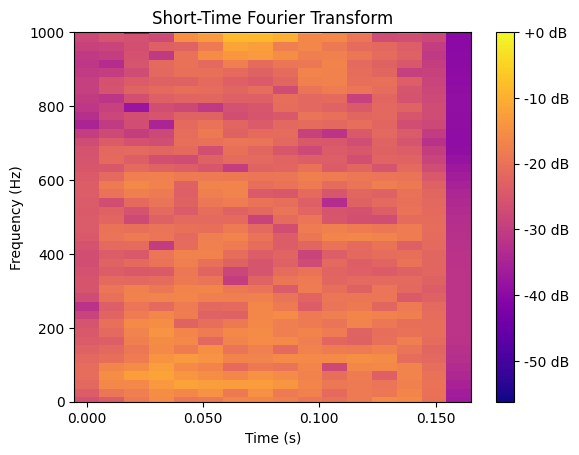 Short-Time Fourier Transform
1000
800
600
400
200
0
Frequency (Hz)
0.000
0.050
0.100
0.150
Time (s)
+0 dB
-10 dB
-20 dB
-30 dB
-40 dB
-50 dB